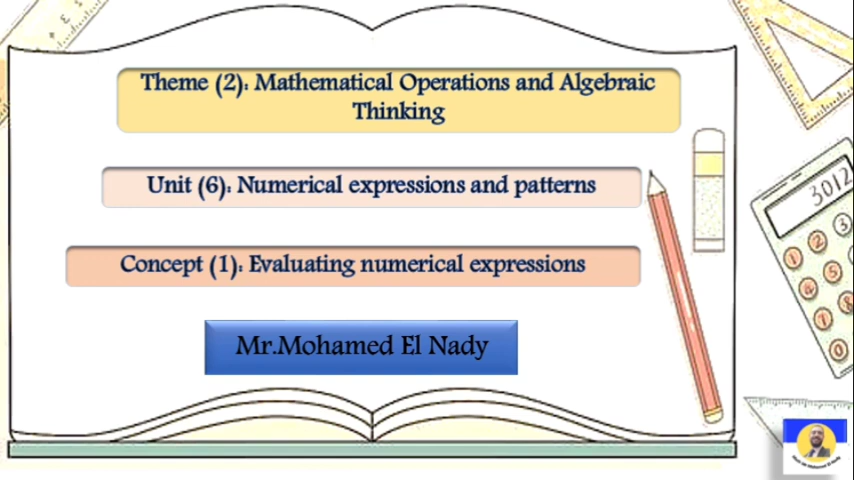 Theme (2): Mathematical Operations and Algebraic
Thinking
Unit (6): Numerical expressions and patterns
Concept (1): Evaluating numerical expressions
Mr.Mohamed El Nady
3012